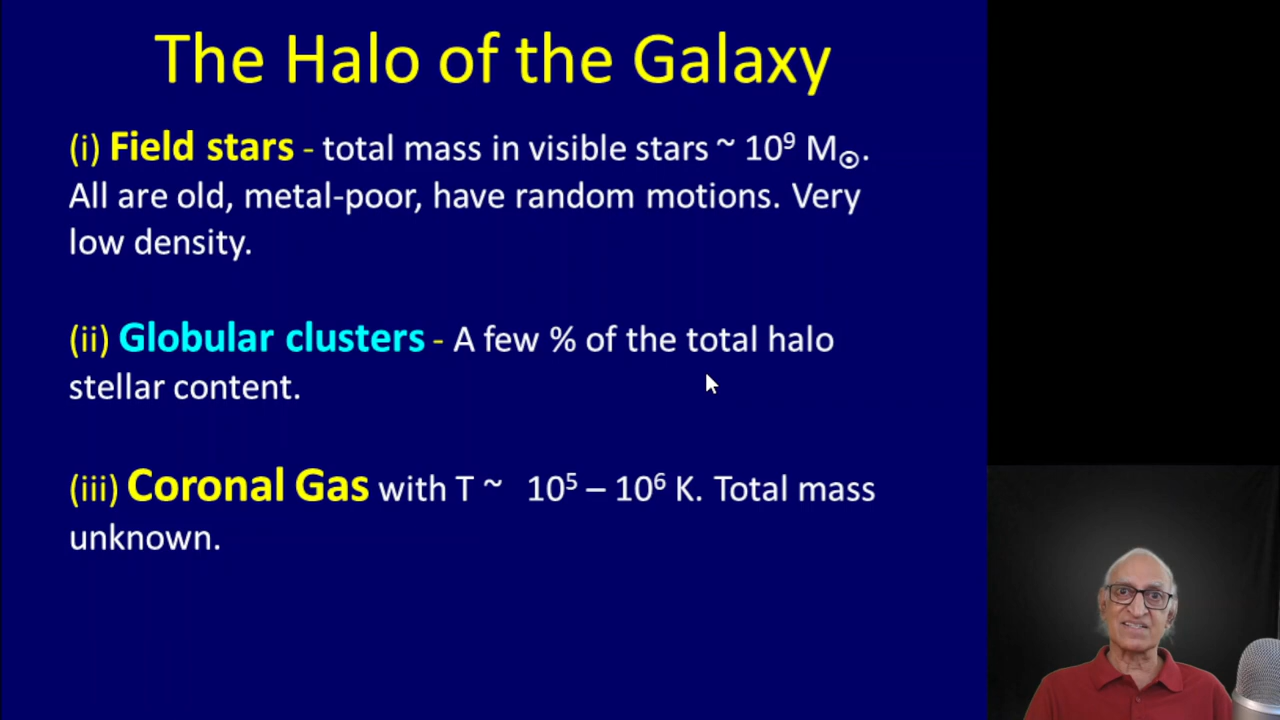 The Halo of the Galaxy
(i) Field stars - total mass in visible stars ~ 10⁹ M☉.
All are old, metal-poor, have random motions. Very
low density.
(ii) Globular clusters - A few % of the total halo
stellar content.
(iii) Coronal Gas with T ~ 10⁵ – 10⁶ K. Total mass
unknown.